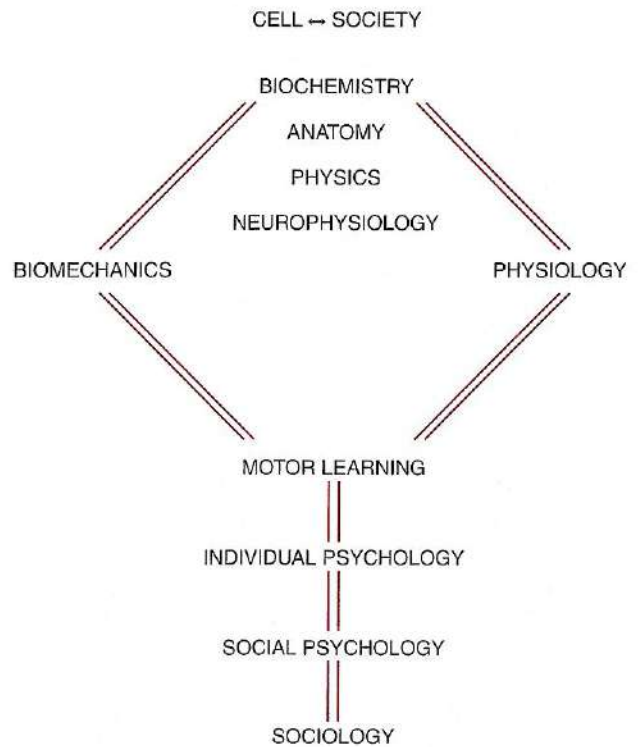 CELL ↔ SOCIETY
BIOCHEMISTRY
ANATOMY
PHYSICS
NEUROPHYSIOLOGY
BIOMECHANICS PHYSIOLOGY
MOTOR LEARNING
INDIVIDUAL PSYCHOLOGY
SOCIAL PSYCHOLOGY
SOCIOLOGY